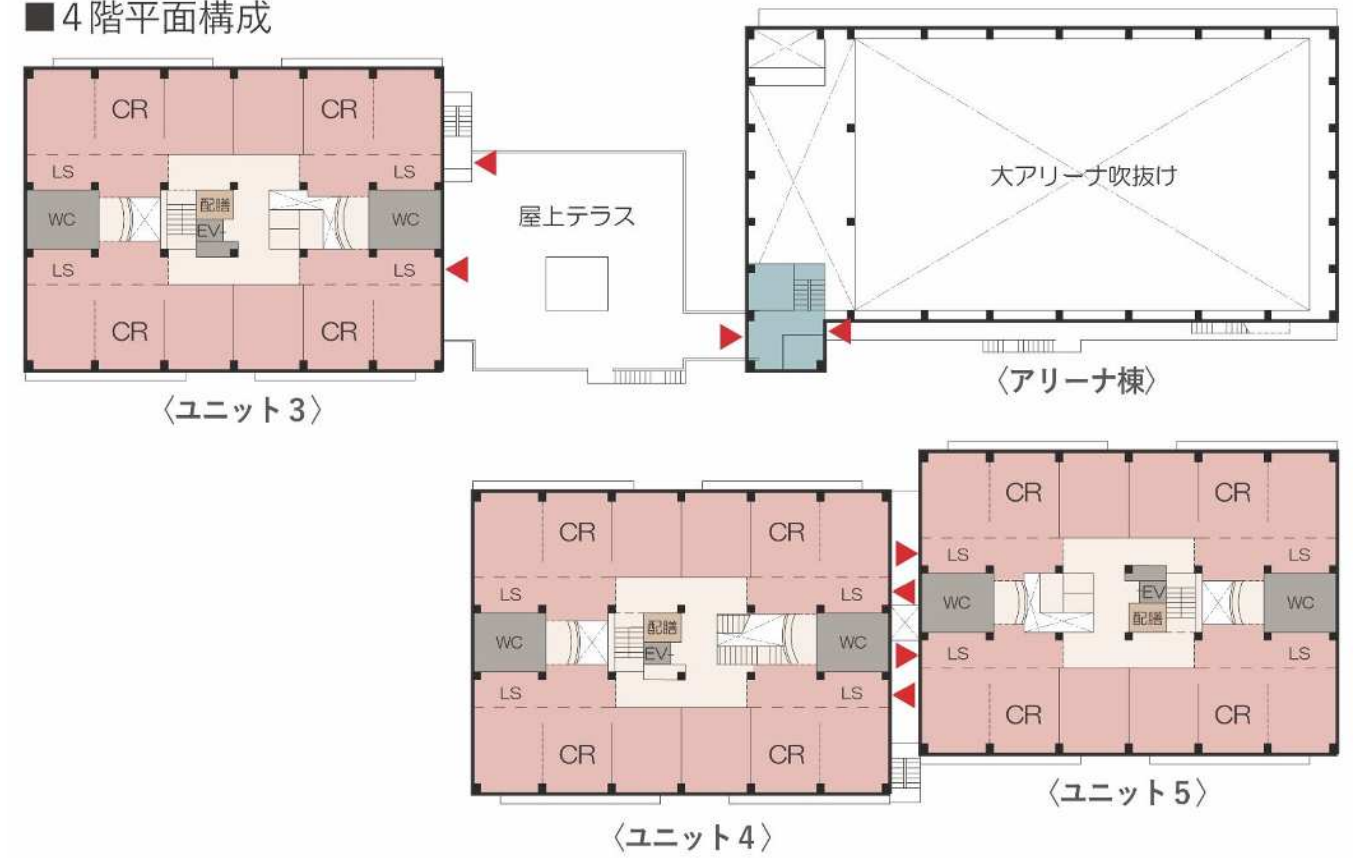 ■4階平面構成
CR
CR
LS
LS
WC
配膳
EV
WC
LS
LS
CR
CR
〈ユニット3〉
屋上テラス
大アリーナ吹抜け
〈アリーナ棟〉
CR
CR
LS
LS
WC
配膳
EV
WC
LS
LS
CR
CR
〈ユニット4〉
CR
CR
LS
LS
WC
EV
配膳
WC
LS
LS
CR
CR
〈ユニット5〉